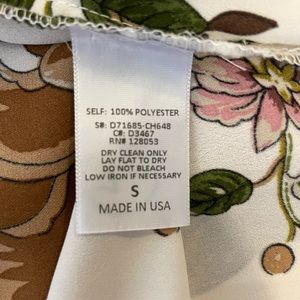 SELF: 100% POLYESTER
S#: D71685-CH648
C#: D3467
RN# 128053
DRY CLEAN ONLY
LAY FLAT TO DRY
DO NOT BLEACH
LOW IRON IF NECESSARY
S
MADE IN USA